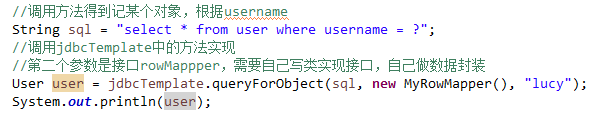 //调用方法得到记某个对象，根据username
String sql = "select * from user where username = ?";
//调用jdbcTemplate中的方法实现
//第二个参数是接口rowMappper，需要自己写类实现接口，自己做数据封装
User user = jdbcTemplate.queryForObject(sql, new MyRowMapper(), "lucy");
System.out.println(user);